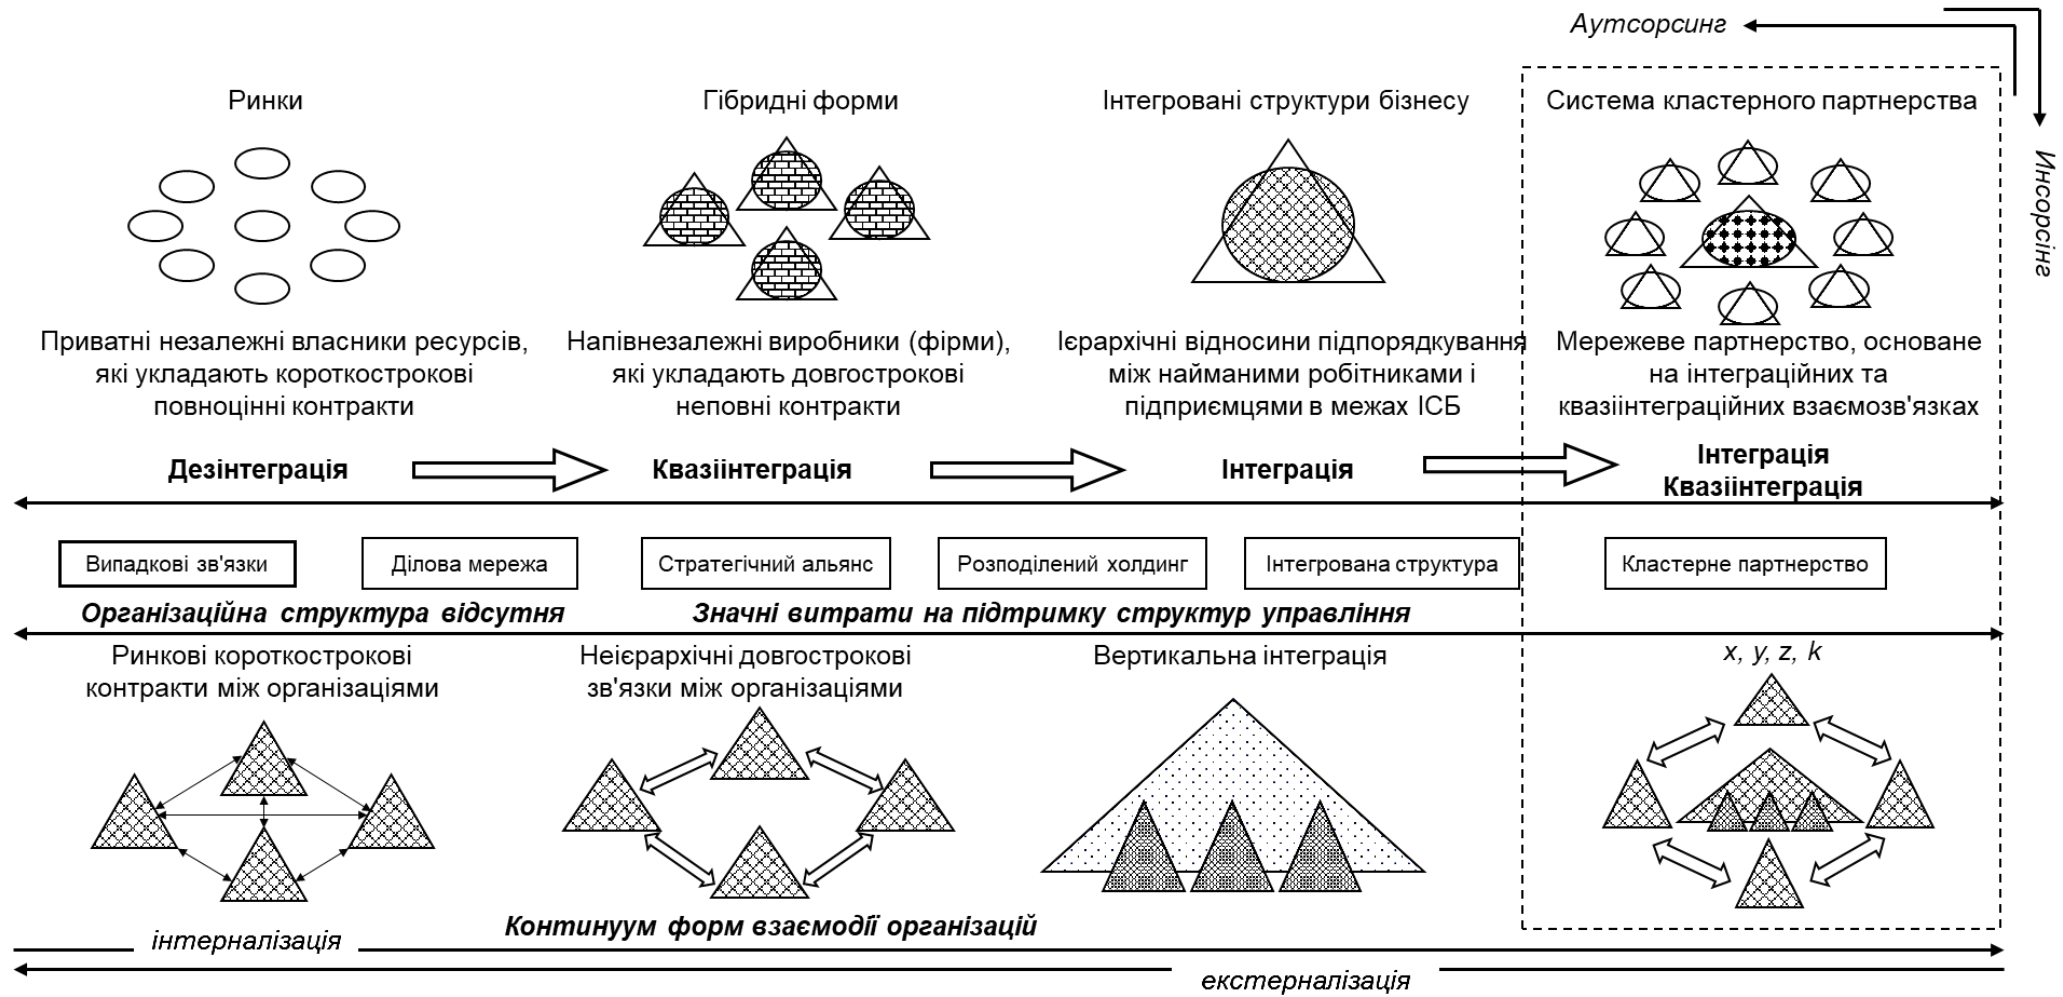 Аутсорсинг
Инсорсінг
Ринки
Гібридні форми
Інтегровані структури бізнесу
Система кластерного партнерства
Приватні незалежні власники ресурсів,
які укладають короткострокові
повноцінні контракти
Напівнезалежні виробники (фірми),
які укладають довгострокові
неповні контракти
Ієрархічні відносини підпорядкування
між найманими робітниками і
підприємцями в межах ІСБ
Мережеве партнерство, основане
на інтеграційних та
квазіінтеграційних взаємозв'язках
Дезінтеграція
Квазіінтеграція
Інтеграція
Інтеграція
Квазіінтеграція
Випадкові зв'язки
Ділова мережа
Стратегічний альянс
Розподілений холдинг
Інтегрована структура
Кластерне партнерство
Організаційна структура відсутня
Значні витрати на підтримку структур управління
Ринкові короткострокові
контракти між організаціями
Неієрархічні довгострокові
зв'язки між організаціями
Вертикальна інтеграція
x, y, z, k
Континуум форм взаємодії організацій
інтерналізація
екстерналізація